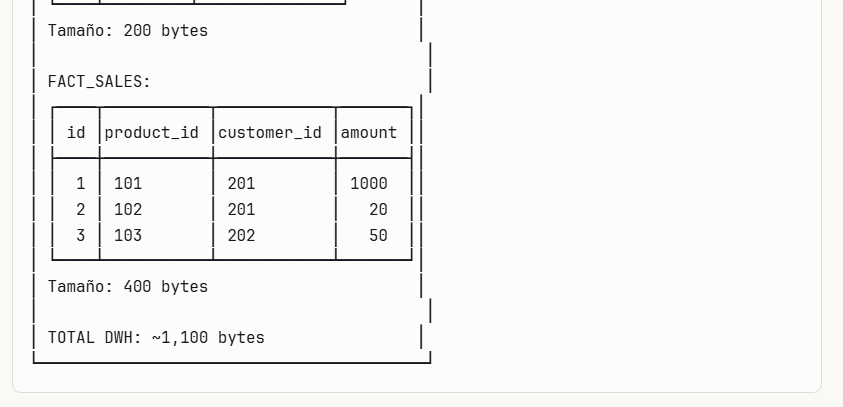 Tamaño: 200 bytes
FACT_SALES:
id product_id customer_id amount
1 101 201 1000
2 102 201 20
3 103 202 50
Tamaño: 400 bytes
TOTAL DWH: ~1,100 bytes